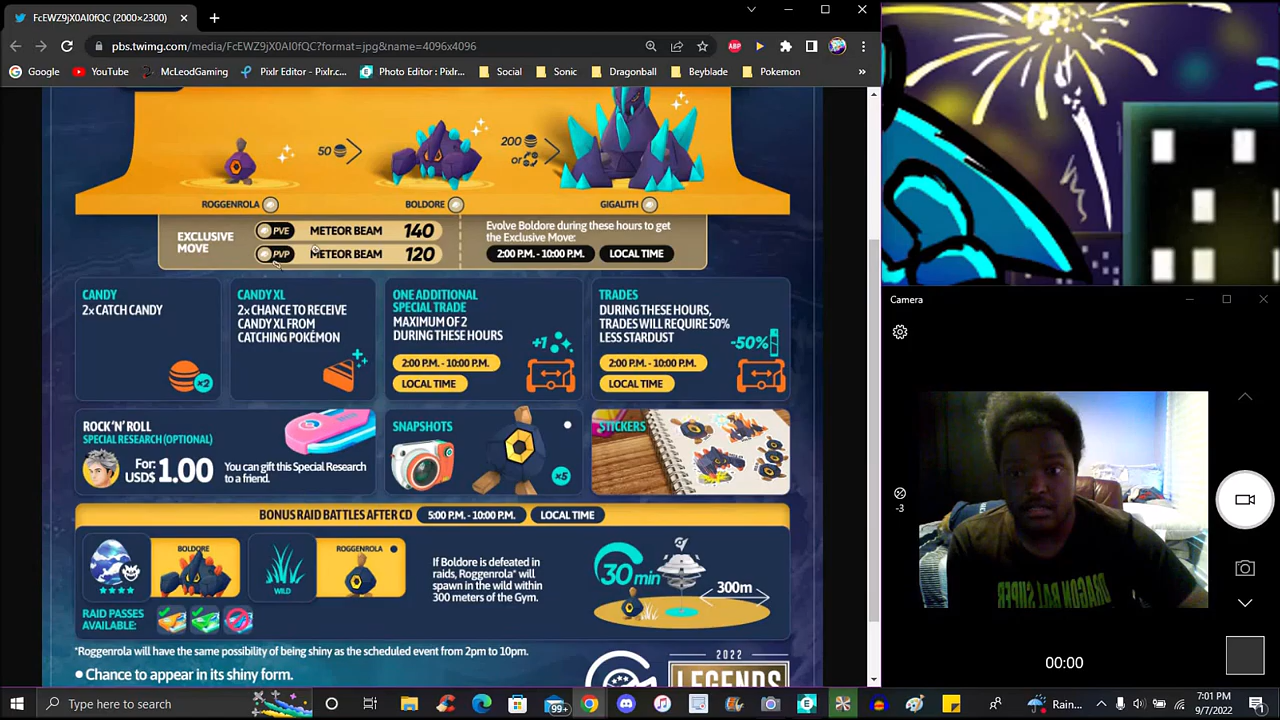 FcEWZ9jX0AI0fQC (2000×2300)
pbs.twimg.com/media/FcEWZ9jX0AI0fQC?format=jpg&name=4096x4096
ABP
Google
YouTube
McLeodGaming
Pixlr Editor - Pixlr.c...
Photo Editor : Pixlr...
Social
Sonic
Dragonball
Beyblade
Pokemon
»
50
200
or
ROGGENROLA
BOLDORE
GIGALITH
EXCLUSIVE
MOVE
PVE
METEOR BEAM
140
PVP
METEOR BEAM
120
Evolve Boldore during these hours to get
the Exclusive Move:
2:00 P.M. - 10:00 P.M.
LOCAL TIME
CANDY
2x CATCH CANDY
x2
CANDY XL
2x CHANCE TO RECEIVE
CANDY XL FROM
CATCHING POKÉMON
ONE ADDITIONAL
SPECIAL TRADE
MAXIMUM OF 2
DURING THESE HOURS
2:00 P.M. - 10:00 P.M.
LOCAL TIME
+1
TRADES
DURING THESE HOURS,
TRADES WILL REQUIRE 50%
LESS STARDUST
2:00 P.M. - 10:00 P.M.
LOCAL TIME
-50%
ROCK 'N' ROLL
SPECIAL RESEARCH (OPTIONAL)
For:
USD$ 1.00
You can gift this Special Research
to a friend.
SNAPSHOTS
x5
STICKERS
BONUS RAID BATTLES AFTER CD
5:00 P.M. - 10:00 P.M.
LOCAL TIME
BOLDORE
WILD
ROGGENROLA
If Boldore is defeated in
raids, Roggenrola* will
spawn in the wild within
300 meters of the Gym.
30 min
300m
RAID PASSES
AVAILABLE:
*Roggenrola will have the same possibility of being shiny as the scheduled event from 2pm to 10pm.
• Chance to appear in its shiny form.
2022
LEGENDS
Camera
-3
DRAGON BALL SUPER
00:00
Type here to search
99+
Rain...
7:01 PM
9/7/2022
1